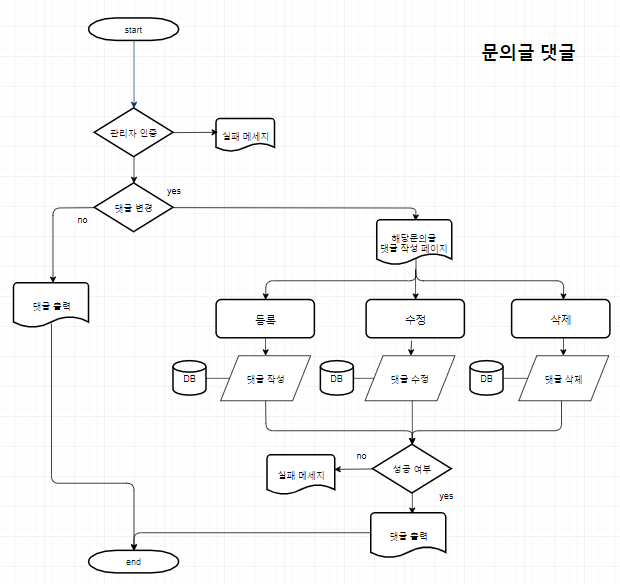 start
문의글 댓글
관리자 인증
실패 메세지
yes
댓글 변경
no
해당문의글
댓글 작성 페이지
댓글 출력
등록
수정
삭제
DB
댓글 작성
DB
댓글 수정
DB
댓글 삭제
no
실패 메세지
성공 여부
yes
댓글 출력
end